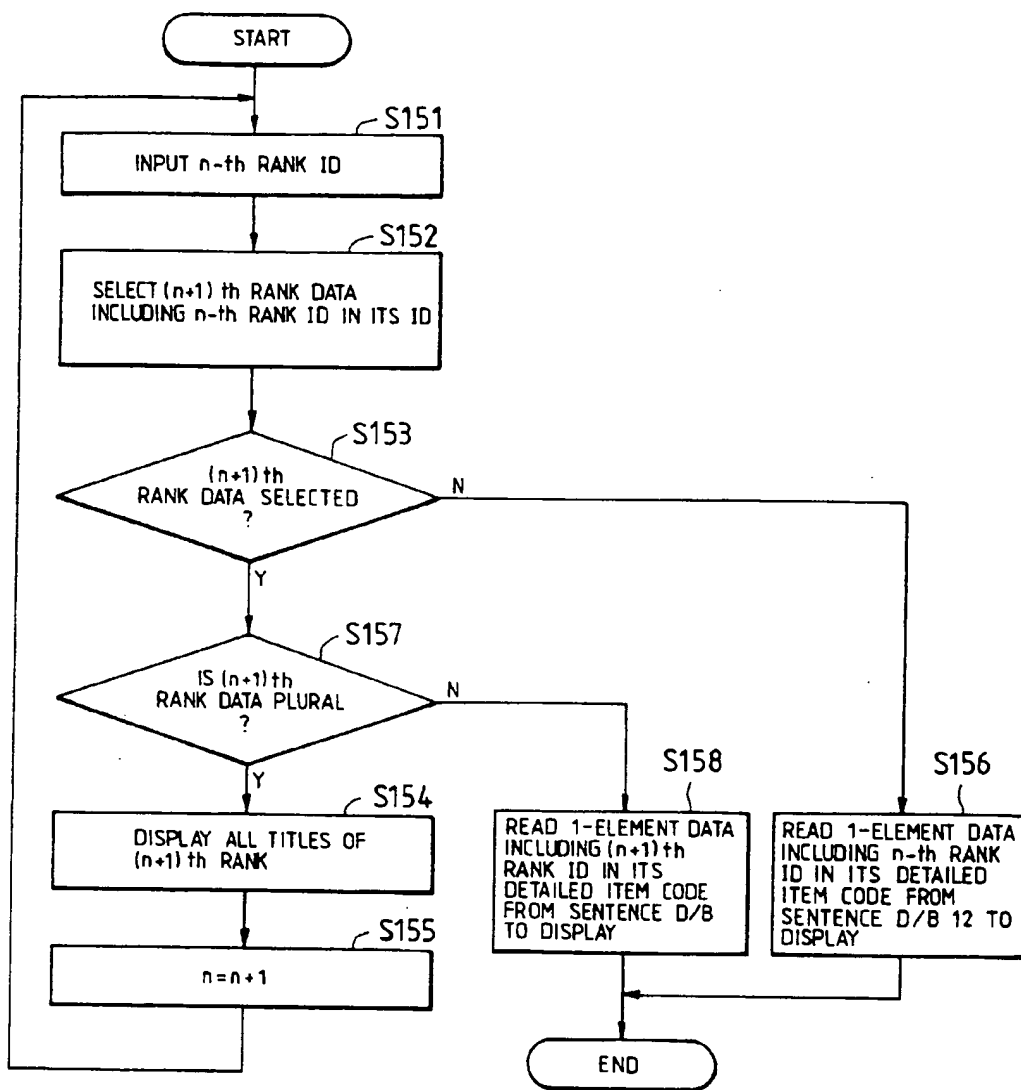 START
S151
INPUT n-th RANK ID
S152
SELECT (n+1) th RANK DATA
INCLUDING n-th RANK ID IN ITS ID
S153
(n+1) th
RANK DATA SELECTED
?
N
Y
S157
IS (n+1) th
RANK DATA PLURAL
?
N
Y
S154
DISPLAY ALL TITLES OF
(n+1) th RANK
S155
n=n+1
S158
READ 1-ELEMENT DATA
INCLUDING (n+1) th
RANK ID IN ITS
DETAILED ITEM CODE
FROM SENTENCE D/B
TO DISPLAY
S156
READ 1-ELEMENT DATA
INCLUDING n-th RANK
ID IN ITS DETAILED
ITEM CODE FROM
SENTENCE D/B 12 TO
DISPLAY
END